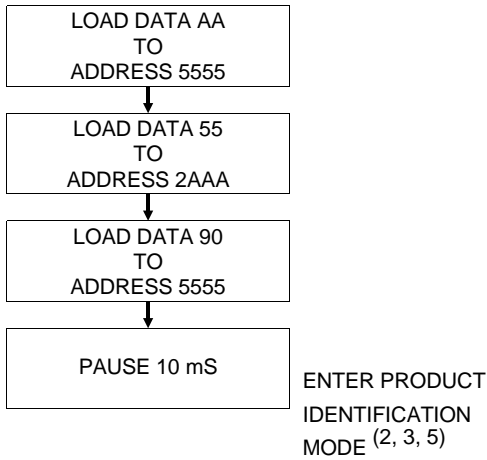 LOAD DATA AA
TO
ADDRESS 5555
LOAD DATA 55
TO
ADDRESS 2AAA
LOAD DATA 90
TO
ADDRESS 5555
PAUSE 10 mS
ENTER PRODUCT
IDENTIFICATION
MODE (2, 3, 5)